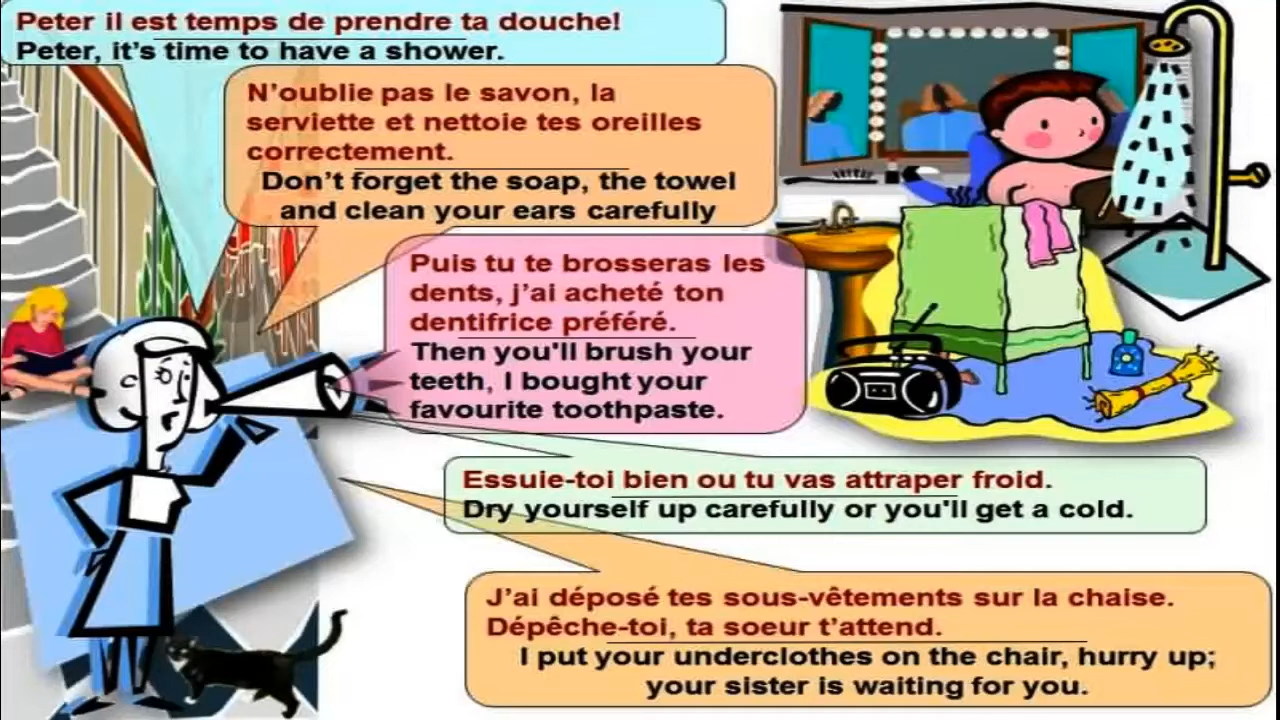 Peter il est temps de prendre ta douche!
Peter, it's time to have a shower.
N'oublie pas le savon, la
serviette et nettoie tes oreilles
correctement.
Don't forget the soap, the towel
and clean your ears carefully
Puis tu te brosseras les
dents, j'ai acheté ton
dentifrice préféré.
Then you'll brush your
teeth, I bought your
favourite toothpaste.
Essuie-toi bien ou tu vas attraper froid.
Dry yourself up carefully or you'll get a cold.
J'ai déposé tes sous-vêtements sur la chaise.
Dépêche-toi, ta soeur t'attend.
I put your underclothes on the chair, hurry up;
your sister is waiting for you.